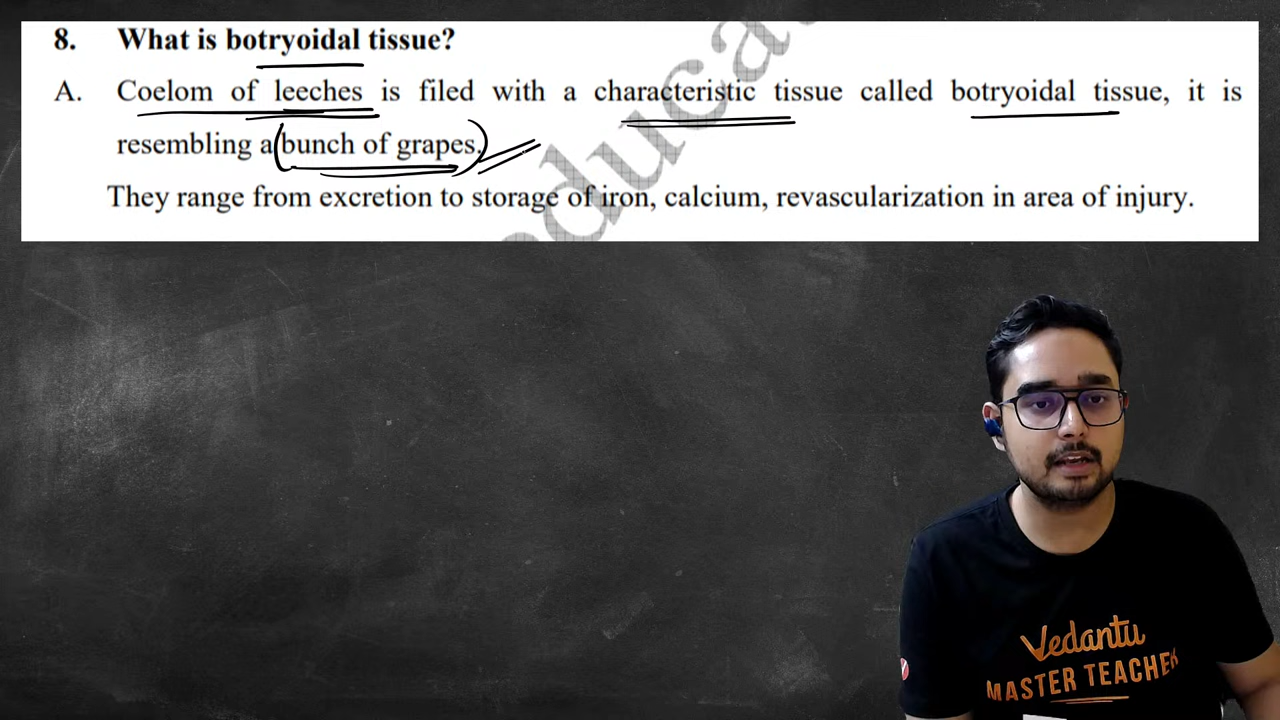 8. What is botryoidal tissue?
A. Coelom of leeches is filed with a characteristic tissue called botryoidal tissue, it is
resembling a bunch of grapes.
They range from excretion to storage of iron, calcium, revascularization in area of injury.
Vedantu
MASTER TEACHER